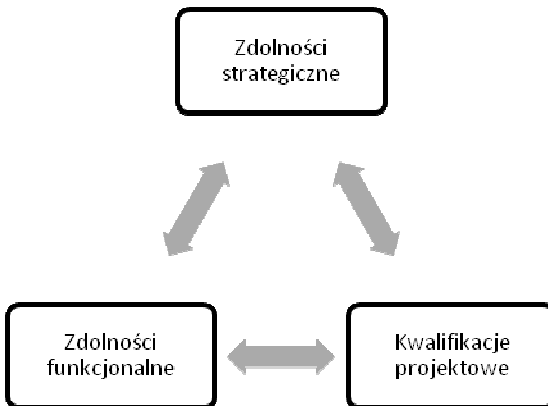 Zdolności
strategiczne
Zdolności
funkcjonalne
Kwalifikacje
projektowe